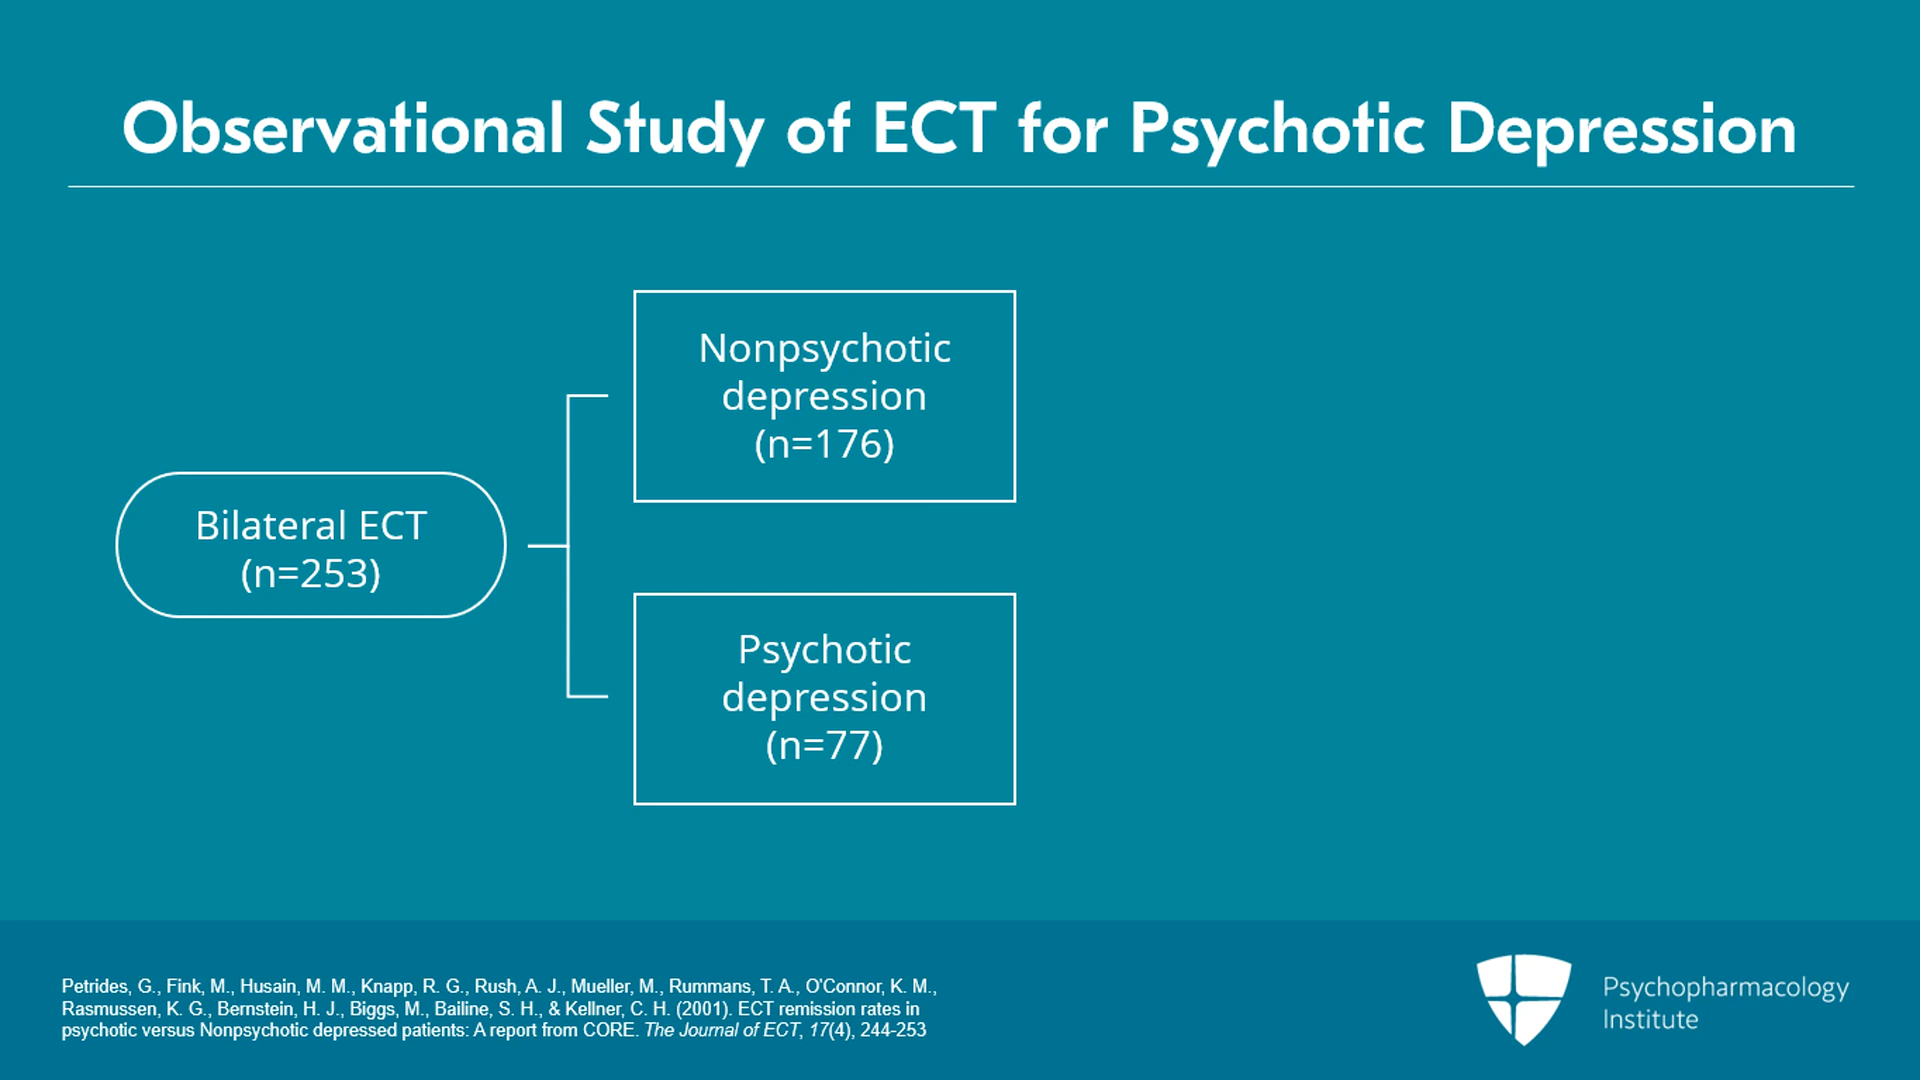 Observational Study of ECT for Psychotic Depression
Bilateral ECT
(n=253)
Nonpsychotic
depression
(n=176)
Psychotic
depression
(n=77)
Petrides, G., Fink, M., Husain, M. M., Knapp, R. G., Rush, A. J., Mueller, M., Rummans, T. A., O'Connor, K. M.,
Rasmussen, K. G., Bernstein, H. J., Biggs, M., Bailine, S. H., & Kellner, C. H. (2001). ECT remission rates in
psychotic versus Nonpsychotic depressed patients: A report from CORE. The Journal of ECT, 17(4), 244-253
Psychopharmacology
Institute